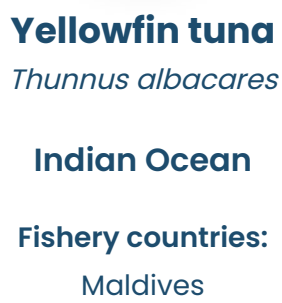 Yellowfin tuna
Thunnus albacares
Indian Ocean
Fishery countries:
Maldives